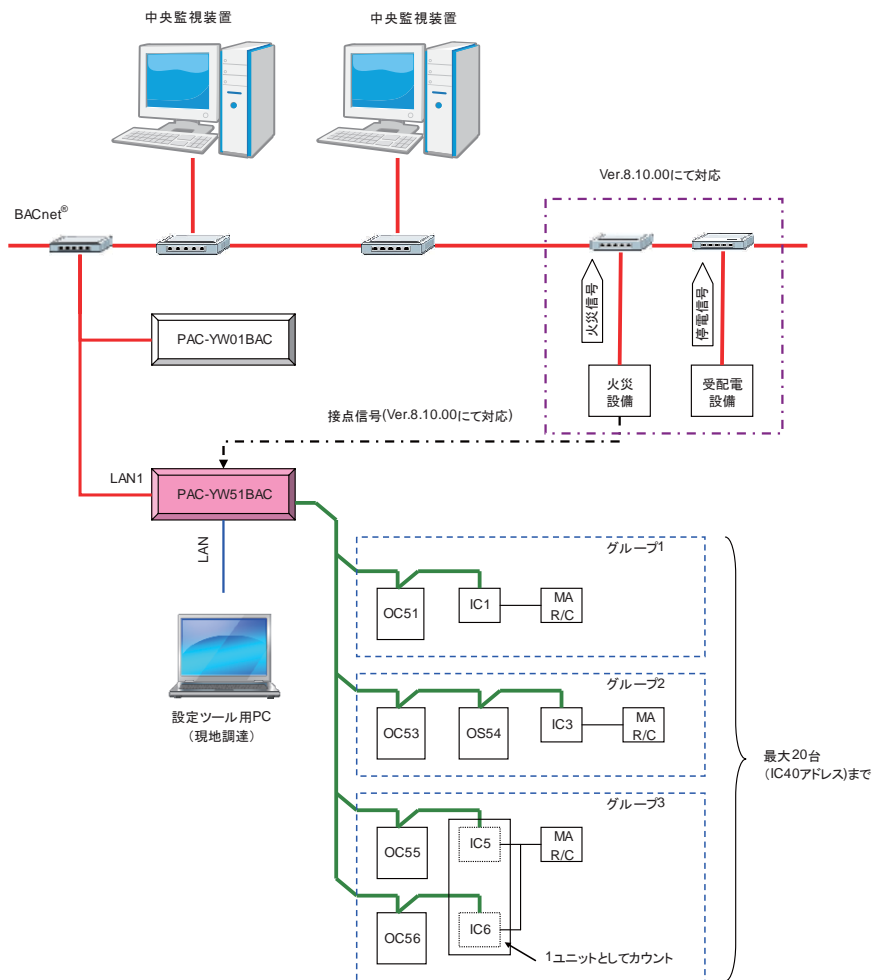 中央監視装置
中央監視装置
Ver.8.10.00にて対応
BACnet®
火災信号
停電信号
PAC-YW01BAC
火災
設備
受配電
設備
接点信号(Ver.8.10.00にて対応)
LAN1
PAC-YW51BAC
LAN
グループ1
OC51
IC1
MA
R/C
設定ツール用PC
(現地調達)
グループ2
OC53
OS54
IC3
MA
R/C
最大20台
(IC40アドレス)まで
グループ3
OC55
IC5
MA
R/C
OC56
IC6
1ユニットとしてカウント